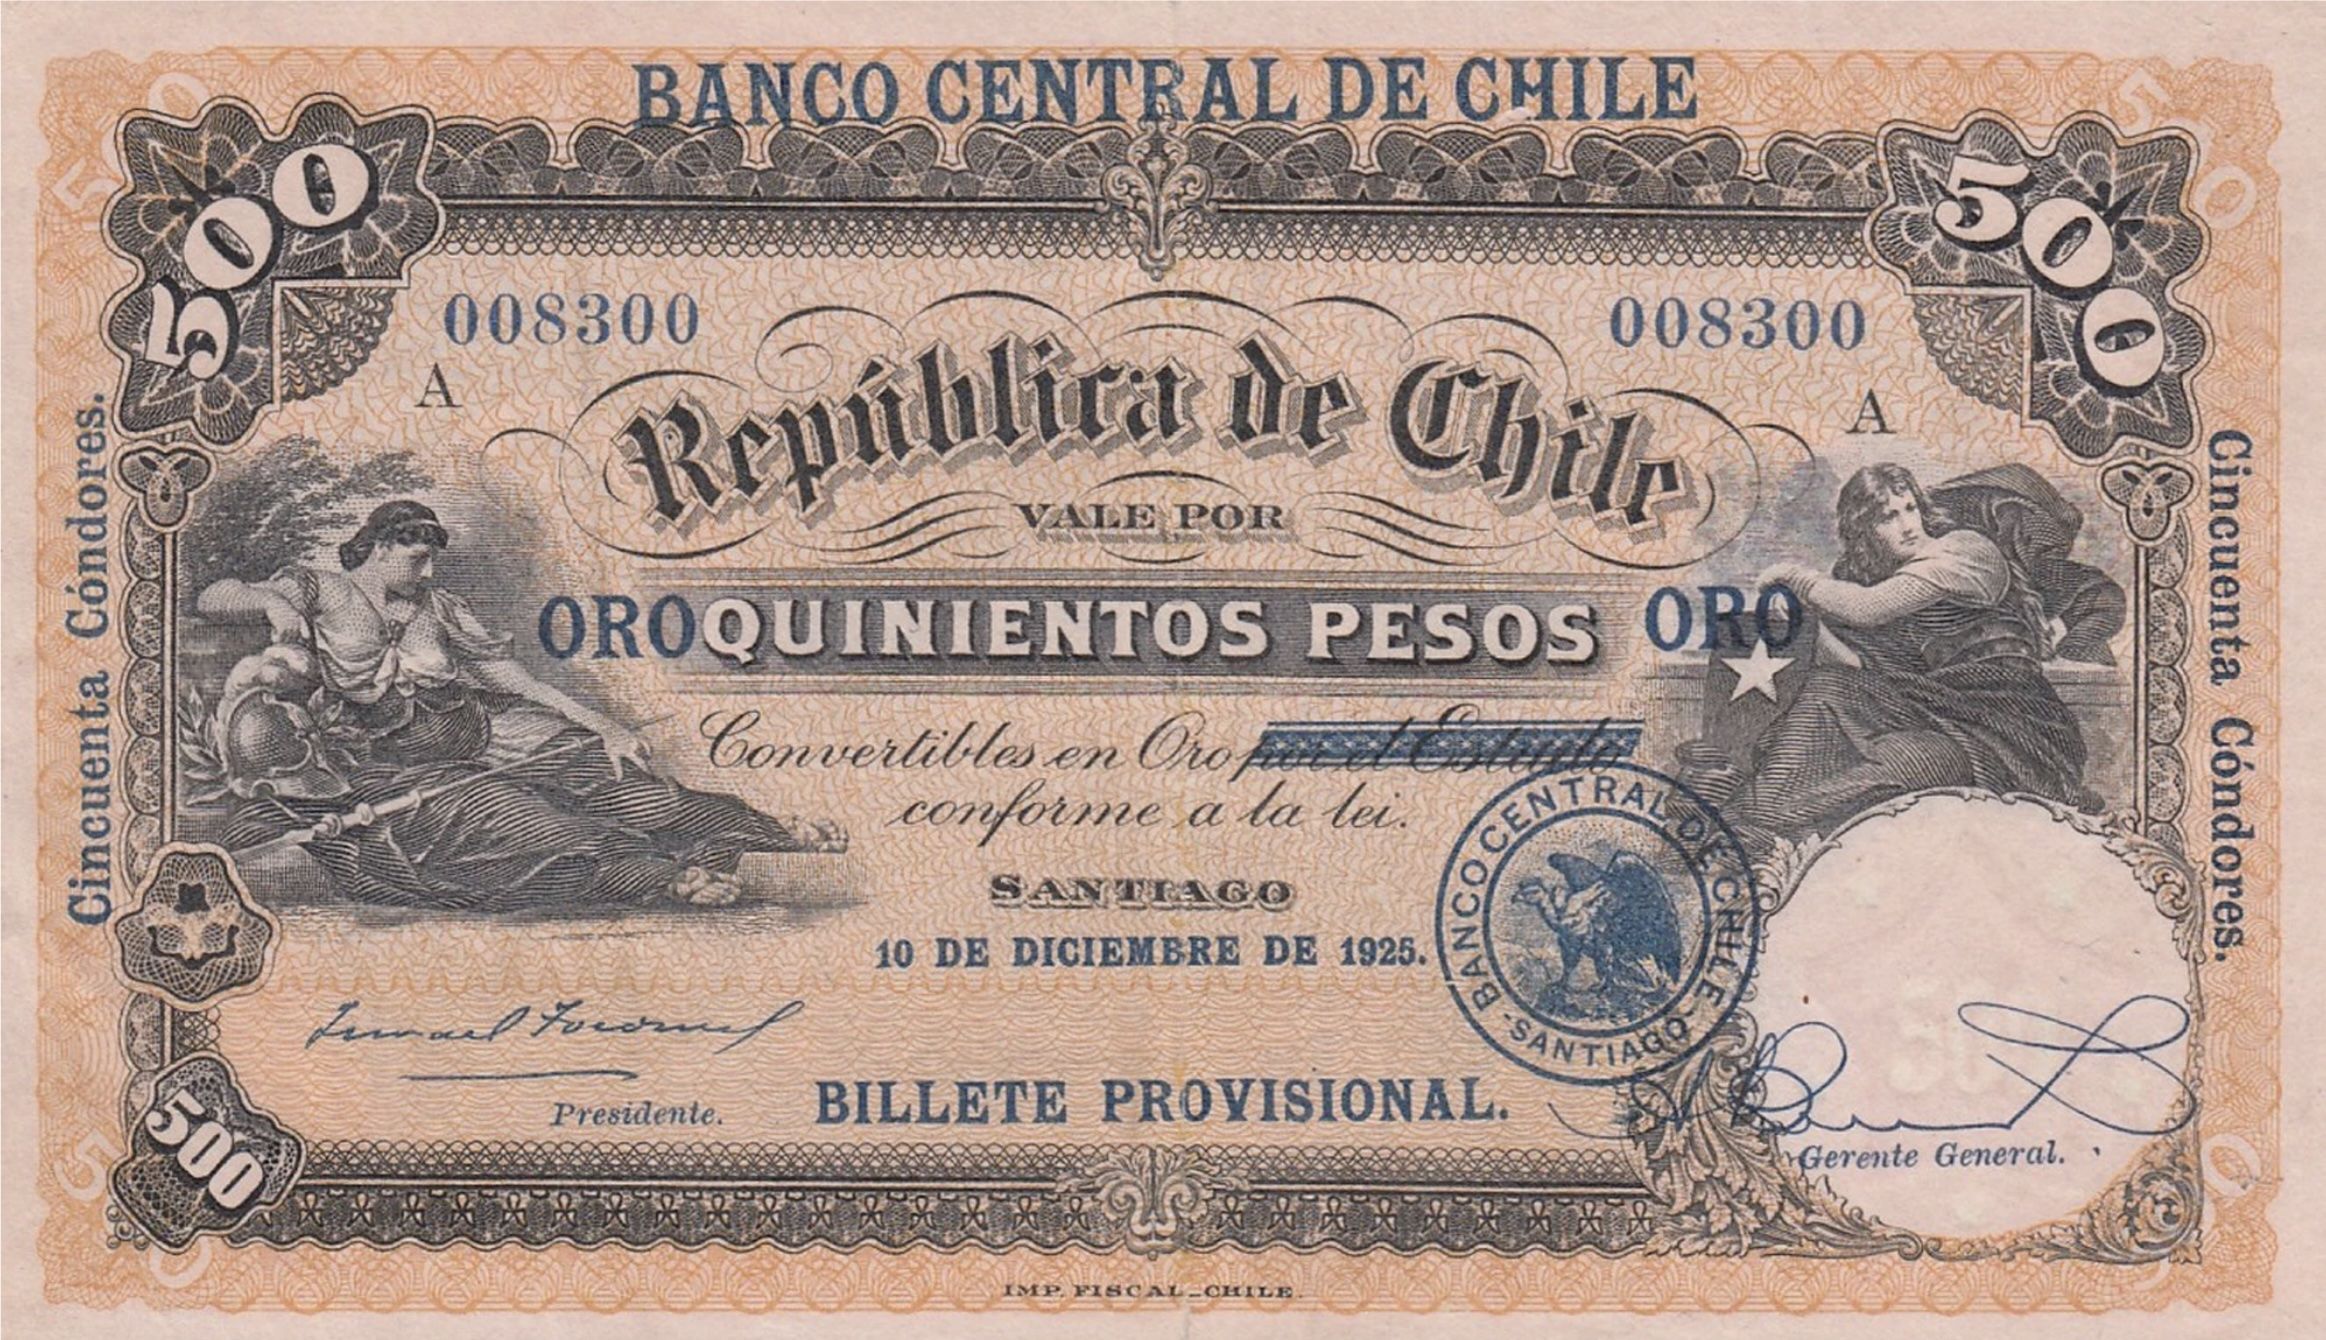 BANCO CENTRAL DE CHILE
500
500
008300
008300
A
A
República de Chile
VALE POR
ORO QUINIENTOS PESOS ORO
Convertibles en Oro por el Estado
conforme a la lei.
SANTIAGO
10 DE DICIEMBRE DE 1925.
BANCO CENTRAL DE CHILE
-SANTIAGO-
Cincuenta Cóndores.
Cincuenta Cóndores.
Presidente.
BILLETE PROVISIONAL.
Gerente General.
500
IMP. FISCAL-CHILE.